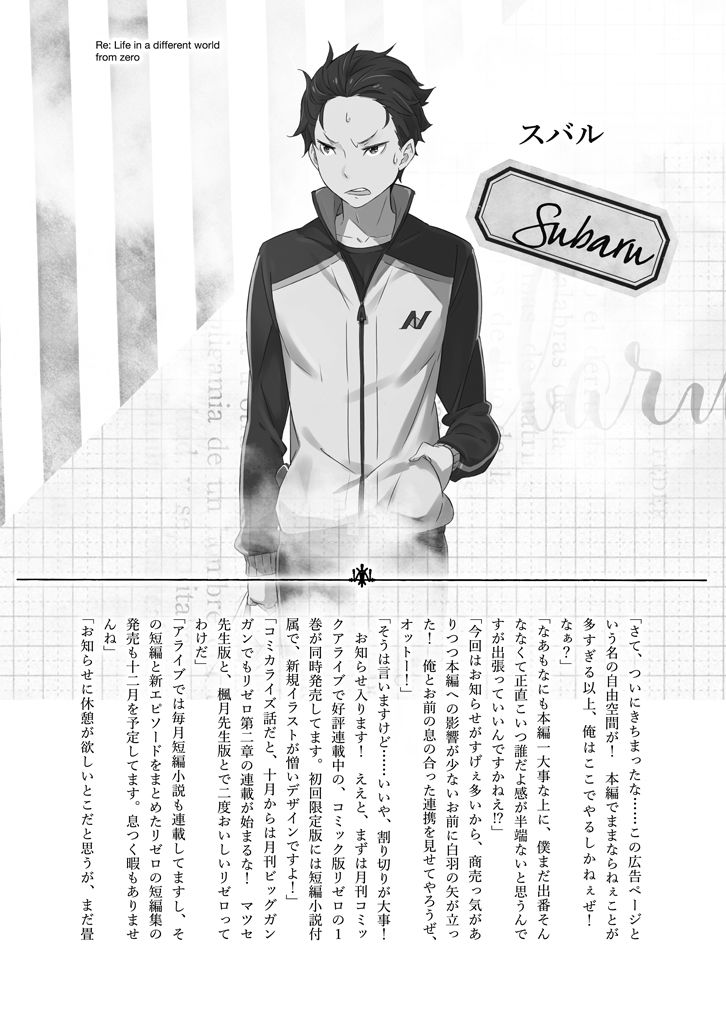 Re: Life in a different world
from zero
スバル
Subaru
N
「さて、ついにきちまったな……この広告ページと
いう名の自由空間が！　本編でままならねぇことが
多すぎる以上、俺はここでやるしかねぇぜ！
なぁ？」
「なあもなにも本編一大事な上に、僕まだ出番そん
ななくて正直こいつ誰だよ感が半端ないと思うんで
すが出張っていいんですかねえ!?」
「今回はお知らせがすげぇ多いから、商売っ気があ
りつつ本編への影響が少ないお前に白羽の矢が立っ
た！　俺とお前の息の合った連携を見せてやろうぜ、
オットー！」
「そうは言いますけど……いいや、割り切りが大事！
　お知らせ入ります！　ええと、まずは月刊コミッ
クアライブで好評連載中の、コミック版リゼロの1
巻が同時発売してます。初回限定版には短編小説付
属で、新規イラストが憎いデザインですよ！」
「コミカライズ話だと、十月からは月刊ビッグガン
ガンでもリゼロ第二章の連載が始まるな！　マツセ
先生版と、楓月先生版とで二度おいしいリゼロって
わけだ」
「アライブでは毎月短編小説も連載してますし、そ
の短編と新エピソードをまとめたリゼロの短編集の
発売も十二月を予定してます。息つく暇もありませ
んね」
「お知らせに休憩が欲しいとこだと思うが、まだ畳